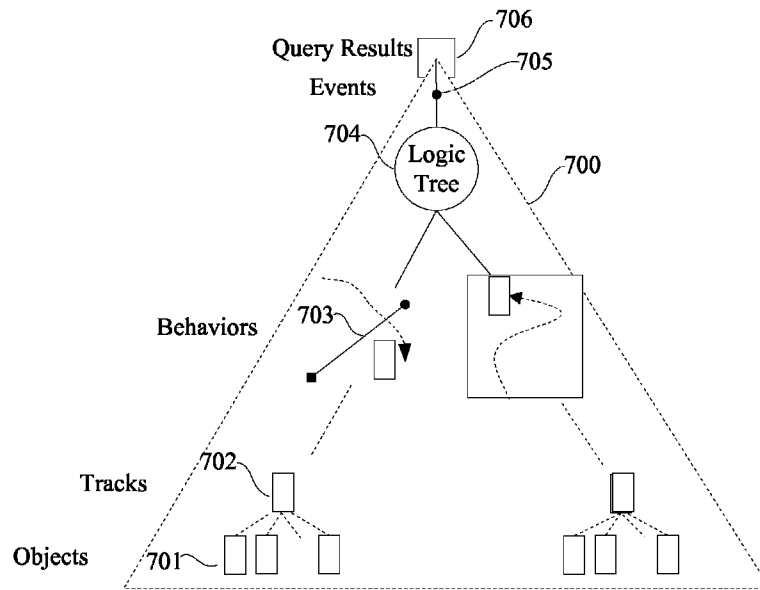 706
Query Results
705
Events
704
Logic
Tree
700
703
Behaviors
702
Tracks
701
Objects